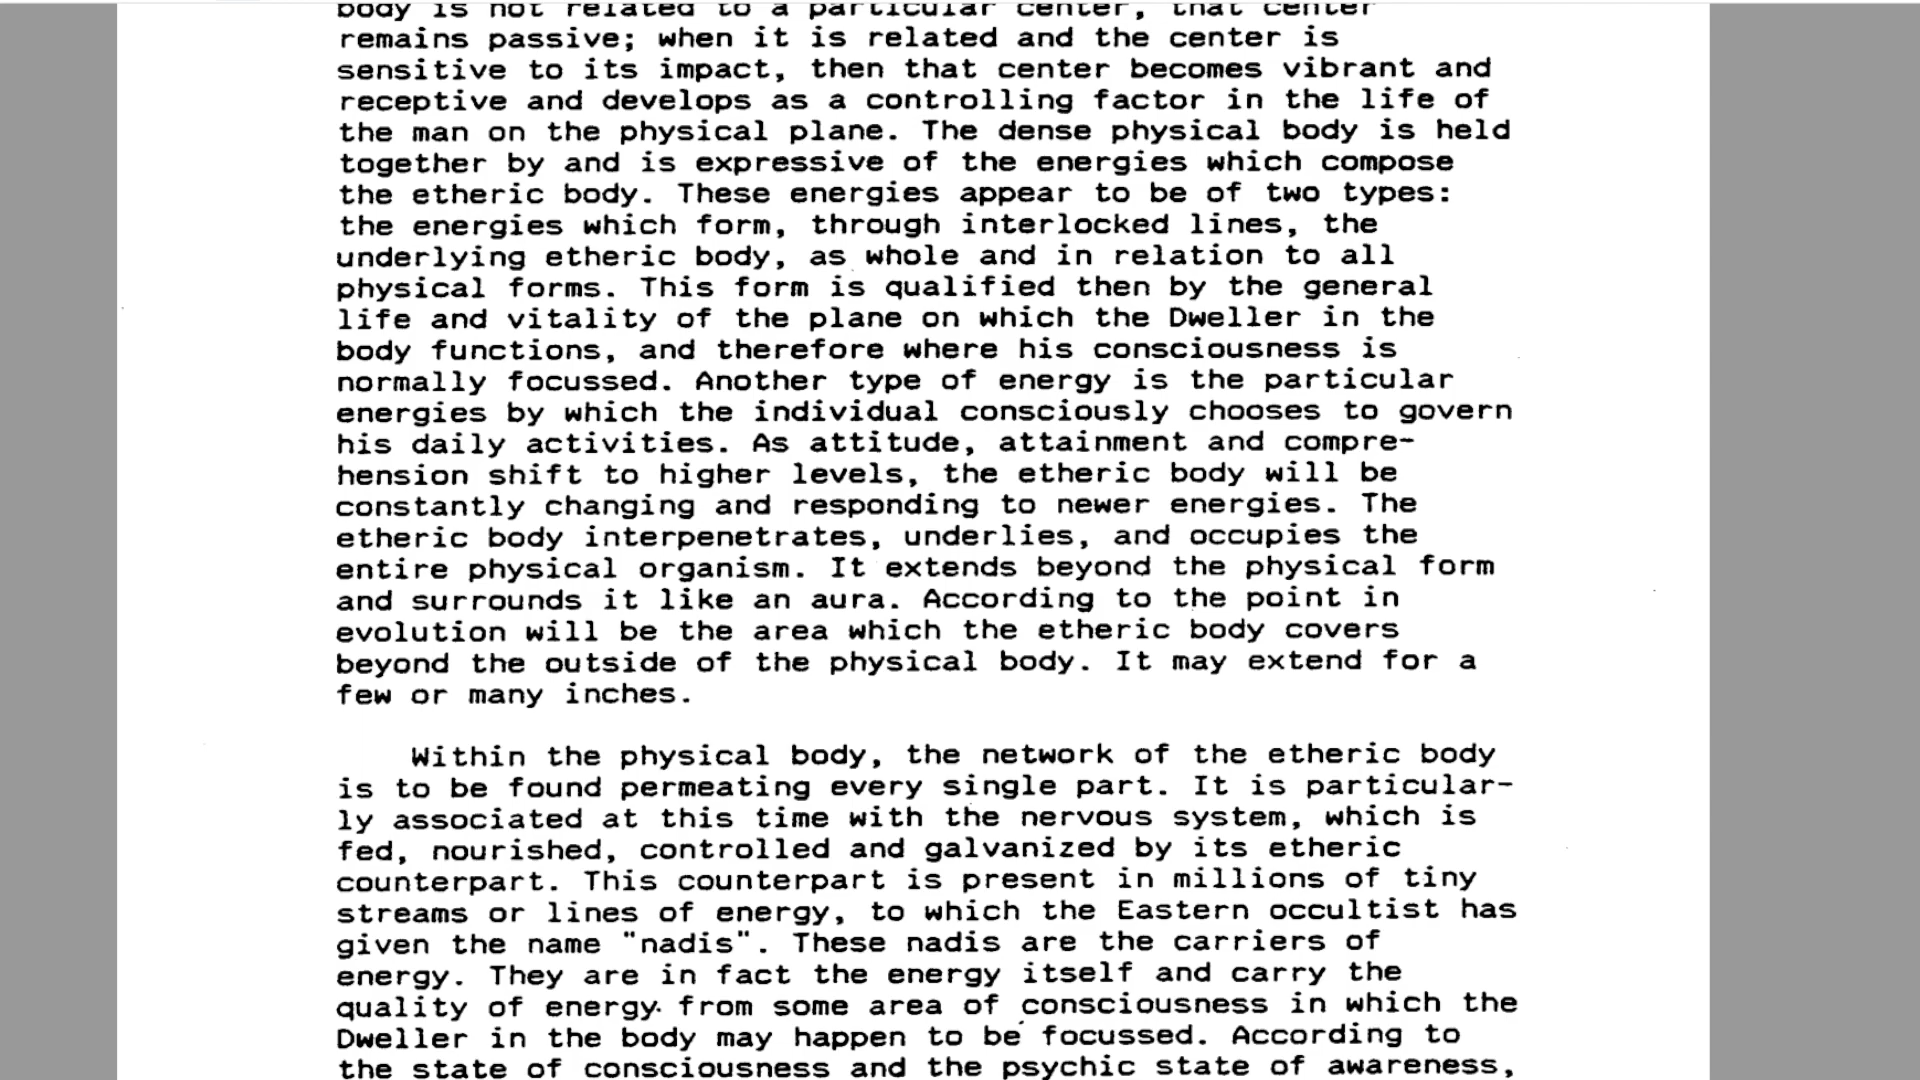 body is not related to a particular center, that center
remains passive; when it is related and the center is
sensitive to its impact, then that center becomes vibrant and
receptive and develops as a controlling factor in the life of
the man on the physical plane. The dense physical body is held
together by and is expressive of the energies which compose
the etheric body. These energies appear to be of two types:
the energies which form, through interlocked lines, the
underlying etheric body, as whole and in relation to all
physical forms. This form is qualified then by the general
life and vitality of the plane on which the Dweller in the
body functions, and therefore where his consciousness is
normally focussed. Another type of energy is the particular
energies by which the individual consciously chooses to govern
his daily activities. As attitude, attainment and compre-
hension shift to higher levels, the etheric body will be
constantly changing and responding to newer energies. The
etheric body interpenetrates, underlies, and occupies the
entire physical organism. It extends beyond the physical form
and surrounds it like an aura. According to the point in
evolution will be the area which the etheric body covers
beyond the outside of the physical body. It may extend for a
few or many inches.
Within the physical body, the network of the etheric body
is to be found permeating every single part. It is particular-
ly associated at this time with the nervous system, which is
fed, nourished, controlled and galvanized by its etheric
counterpart. This counterpart is present in millions of tiny
streams or lines of energy, to which the Eastern occultist has
given the name "nadis". These nadis are the carriers of
energy. They are in fact the energy itself and carry the
quality of energy from some area of consciousness in which the
Dweller in the body may happen to be focussed. According to
the state of consciousness and the psychic state of awareness,